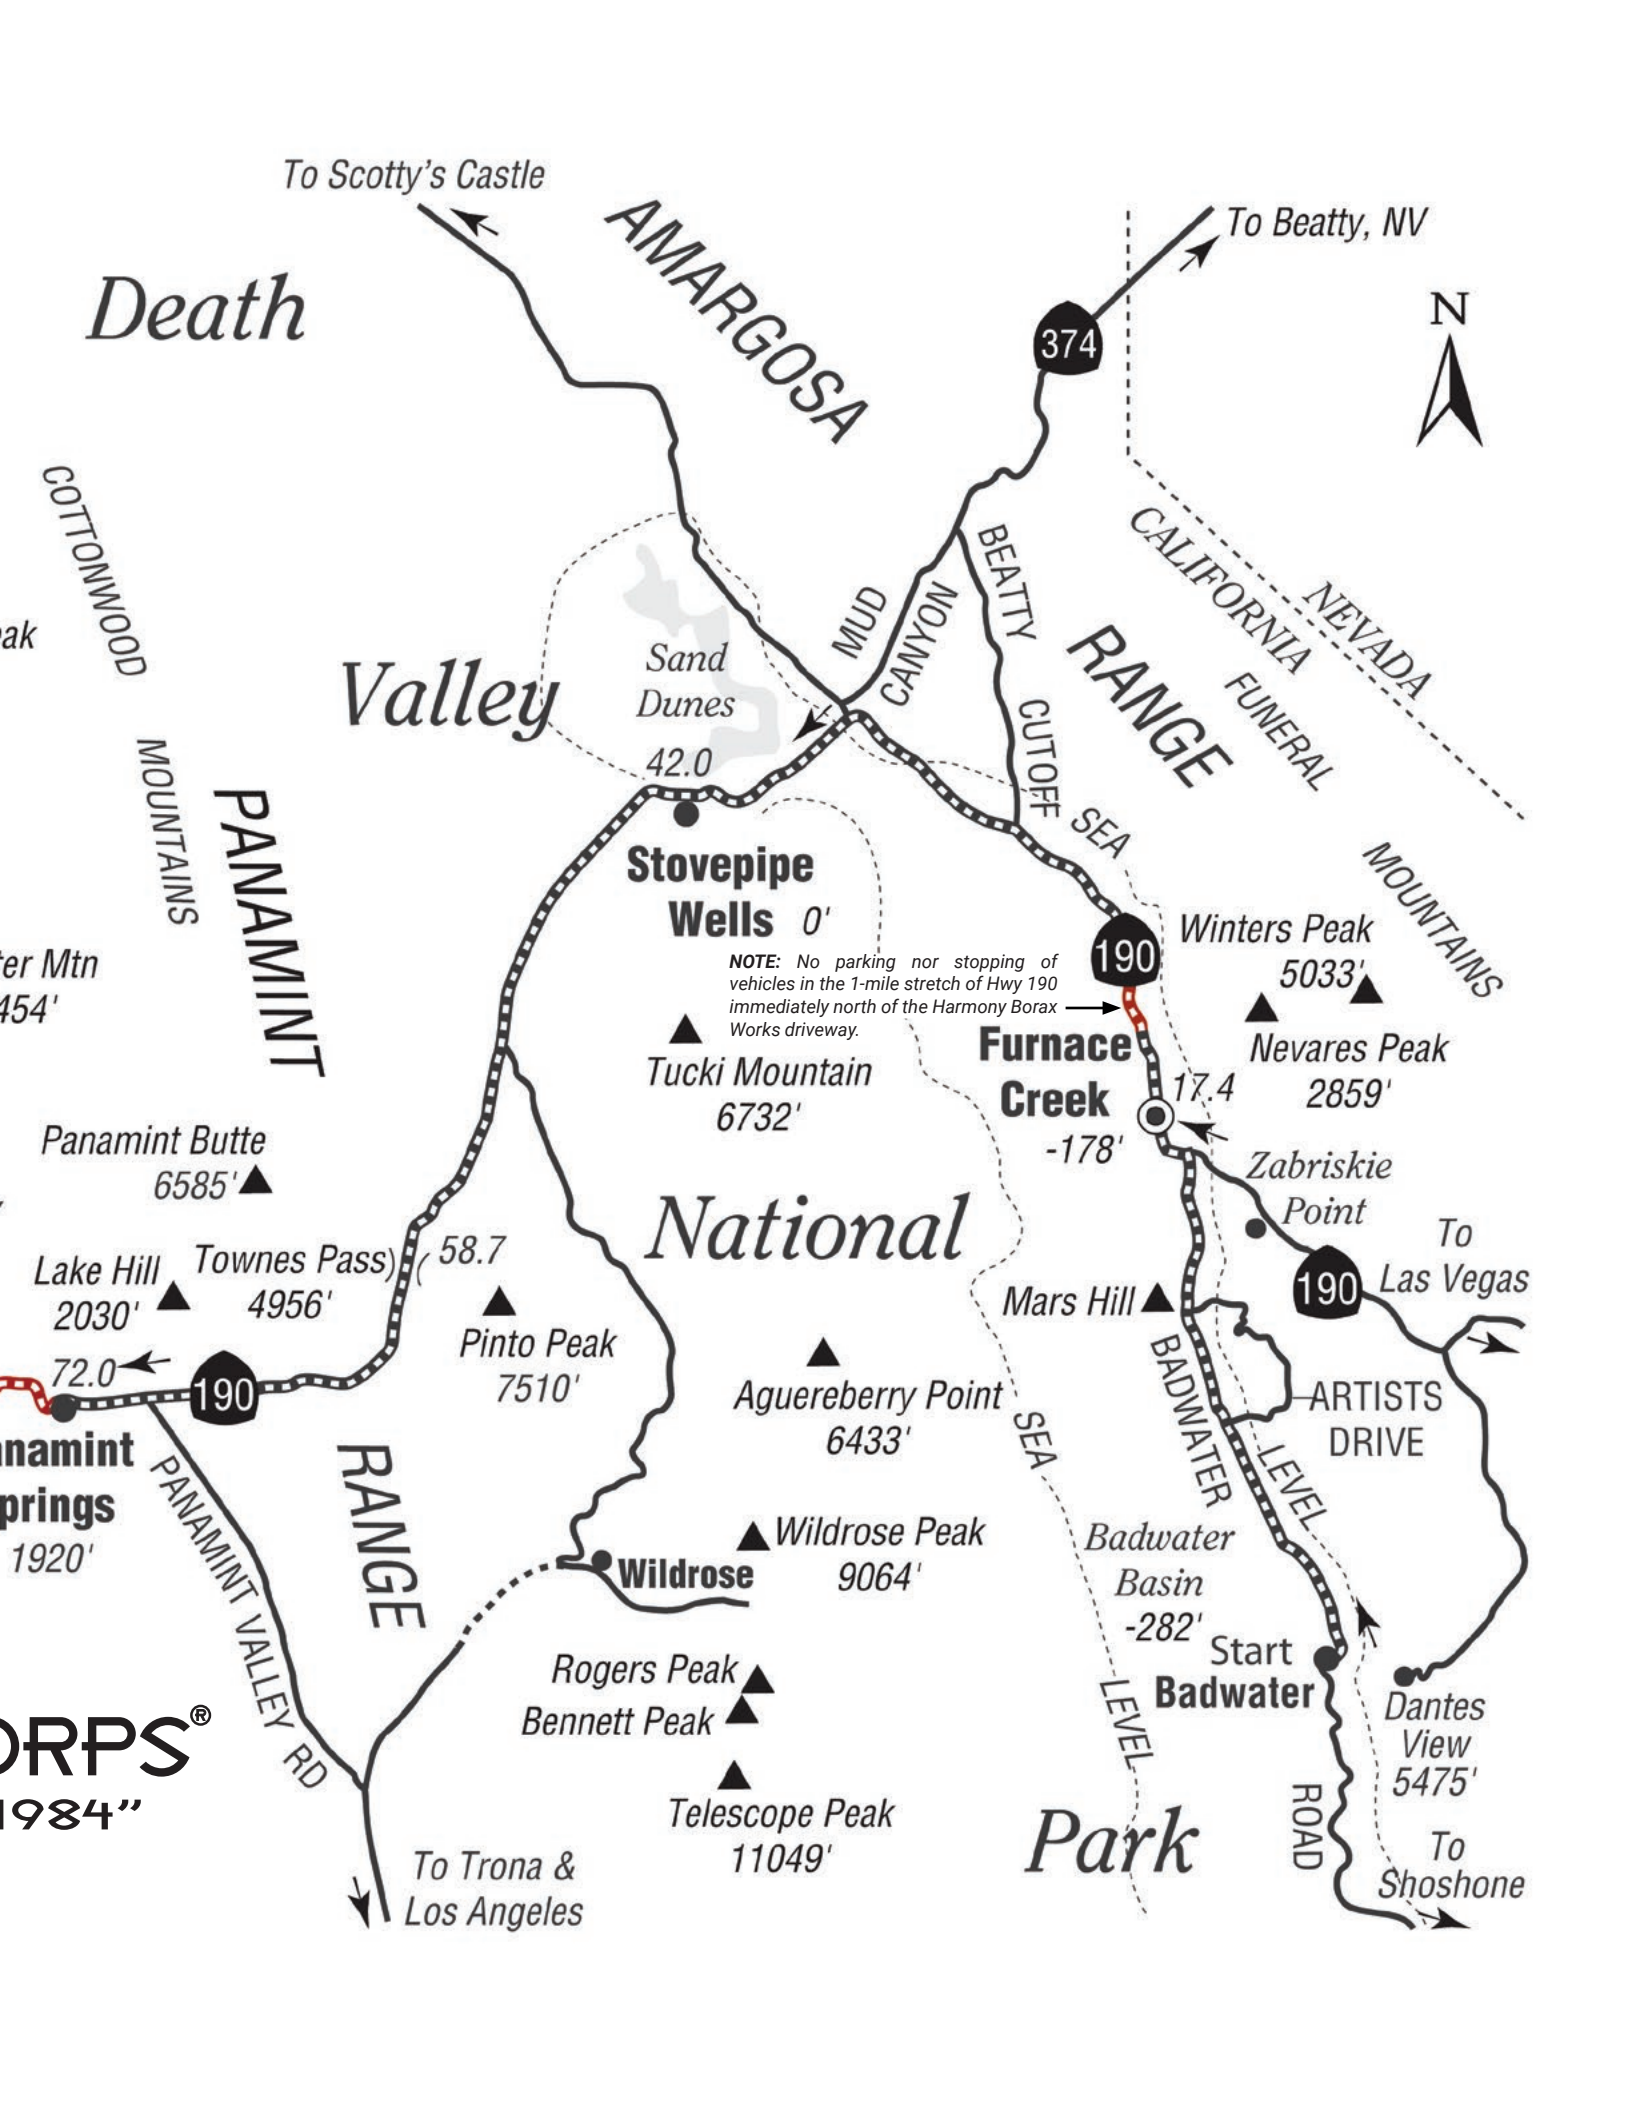 To Scotty's Castle
AMARGOSA
To Beatty, NV
Death
N
374
COTTONWOOD
BEATTY
CALIFORNIA
NEVADA
MUD
CANYON
RANGE
FUNERAL
Sand
Dunes
Valley
CUTOFF
MOUNTAINS
42.0
PANAMINT
SEA
MOUNTAINS
Stovepipe
Wells 0'
190
Winters Peak
5033'
ter Mtn
454'
NOTE: No parking nor stopping of
vehicles in the 1-mile stretch of Hwy 190
immediately north of the Harmony Borax
Works driveway.
Furnace
Creek
-178'
17.4
Nevares Peak
2859'
Tucki Mountain
6732'
Panamint Butte
6585'
Zabriskie
Point
National
To
Las Vegas
190
Lake Hill
2030'
Townes Pass)
4956'
( 58.7
Mars Hill
Pinto Peak
7510'
72.0
190
BADWATER
Aguereberry Point
6433'
ARTISTS
DRIVE
SEA
LEVEL
anamint
prings
1920'
PANAMINT VALLEY RD
RANGE
Wildrose Peak
9064'
Wildrose
Badwater
Basin
-282'
Start
Badwater
Rogers Peak
Bennett Peak
LEVEL
Dantes
View
5475'
ORPS®
1984”
Telescope Peak
11049'
Park
ROAD
To
Shoshone
To Trona &
Los Angeles